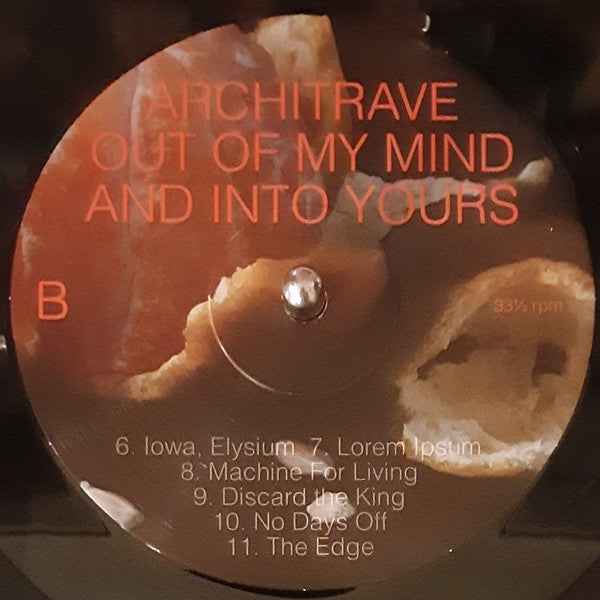 ARCHITRAVE
OUT OF MY MIND
AND INTO YOURS
B
33⅓ rpm
6. Iowa, Elysium  7. Lorem Ipsum
8. Machine For Living
9. Discard the King
10. No Days Off
11. The Edge